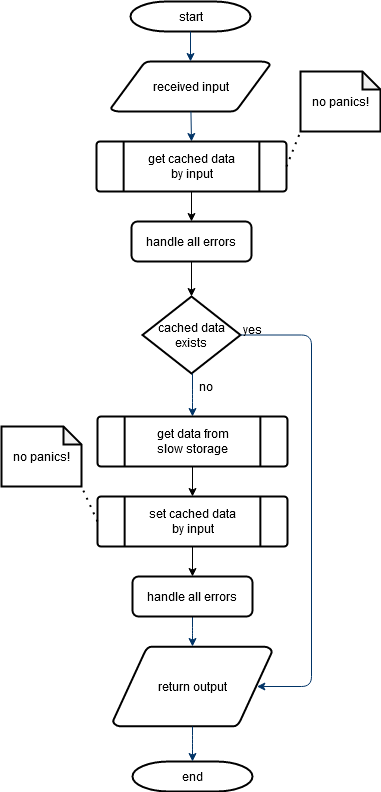 start
received input
no panics!
get cached data
by input
handle all errors
cached data
exists
yes
no
get data from
slow storage
no panics!
set cached data
by input
handle all errors
return output
end